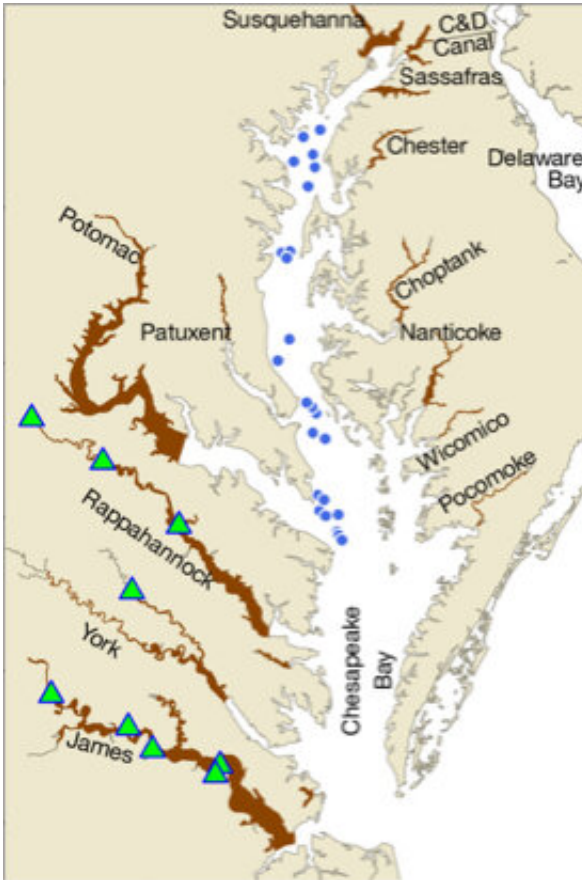 Susquehanna
C&D
Canal
Sassafras
Chester
Delaware
Bay
Potomac
Choptank
Patuxent
Nanticoke
Wicomico
Pocomoke
Rappahannock
York
Chesapeake
Bay
James